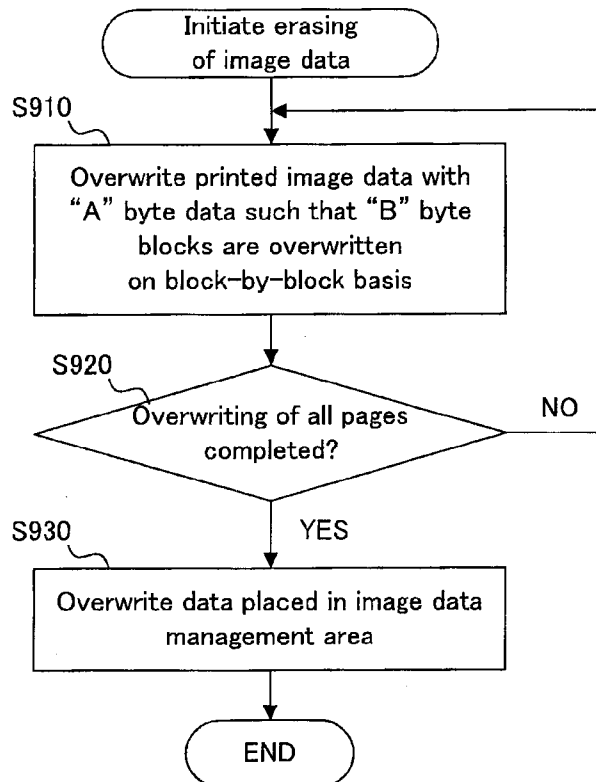 Initiate erasing
of image data
S910
Overwrite printed image data with
“A” byte data such that “B” byte
blocks are overwritten
on block-by-block basis
S920
Overwriting of all pages
completed?
NO
YES
S930
Overwrite data placed in image data
management area
END